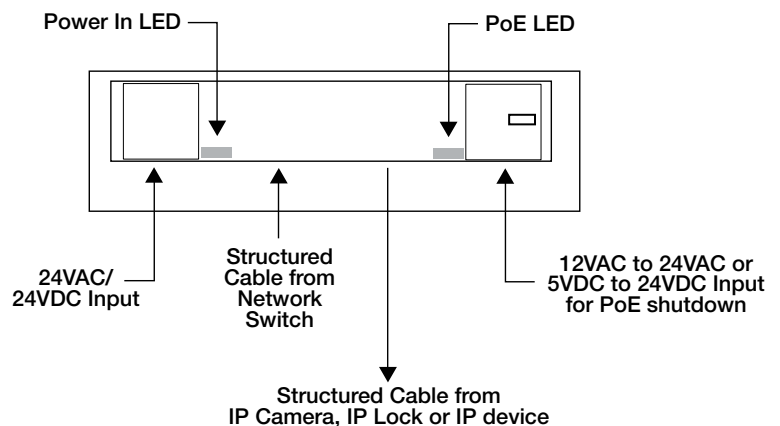 Power In LED
PoE LED
24VAC/
24VDC Input
Structured
Cable from
Network
Switch
12VAC to 24VAC or
5VDC to 24VDC Input
for PoE shutdown
Structured Cable from
IP Camera, IP Lock or IP device